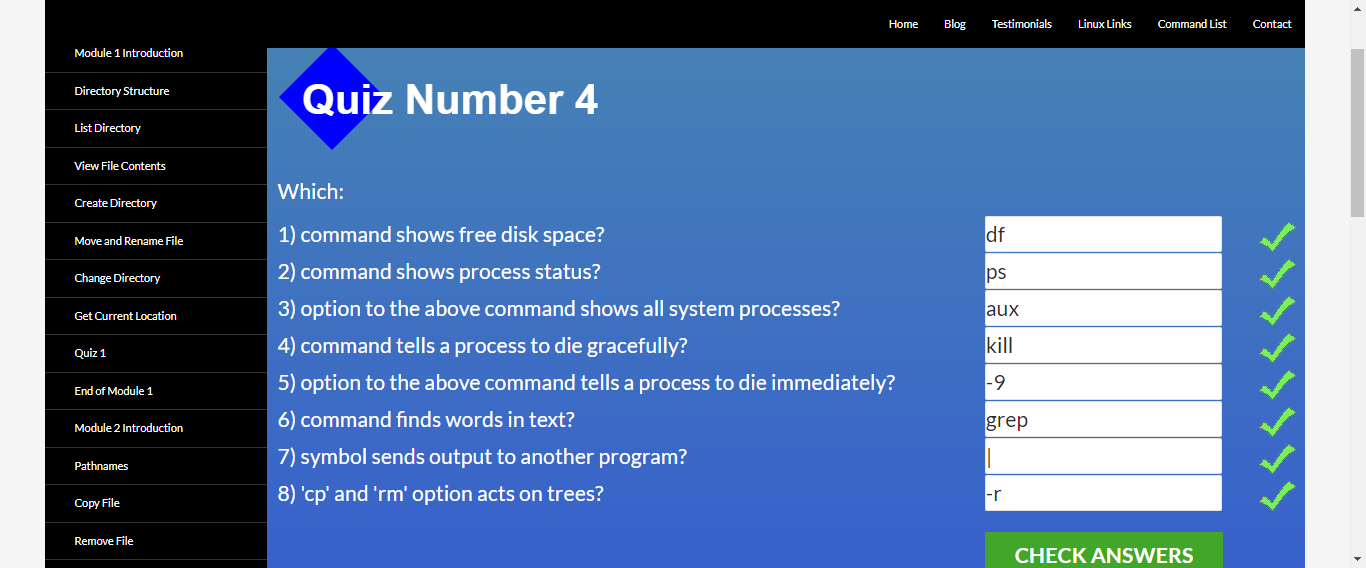 Home Blog Testimonials Linux Links Command List Contact
Module 1 Introduction
Directory Structure
List Directory
View File Contents
Create Directory
Move and Rename File
Change Directory
Get Current Location
Quiz 1
End of Module 1
Module 2 Introduction
Pathnames
Copy File
Remove File
Quiz Number 4
Which:
1) command shows free disk space? df
2) command shows process status? ps
3) option to the above command shows all system processes? aux
4) command tells a process to die gracefully? kill
5) option to the above command tells a process to die immediately? -9
6) command finds words in text? grep
7) symbol sends output to another program? |
8) 'cp' and 'rm' option acts on trees? -r
CHECK ANSWERS